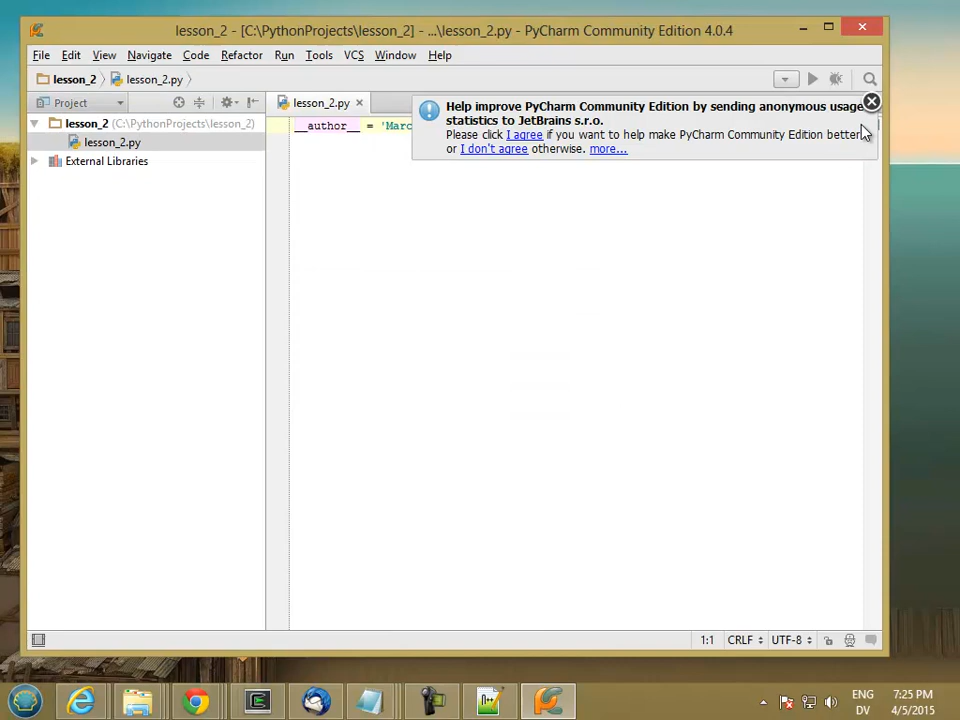 lesson_2 - [C:\PythonProjects\lesson_2] - ...\lesson_2.py - PyCharm Community Edition 4.0.4
File Edit View Navigate Code Refactor Run Tools VCS Window Help
lesson_2 lesson_2.py
Project
lesson_2.py
lesson_2 (C:\PythonProjects\lesson_2)
lesson_2.py
External Libraries
__author__ = 'Marc
Help improve PyCharm Community Edition by sending anonymous usage
statistics to JetBrains s.r.o.
Please click I agree if you want to help make PyCharm Community Edition better
or I don't agree otherwise. more...
1:1 CRLF UTF-8
ENG 7:25 PM
DV 4/5/2015